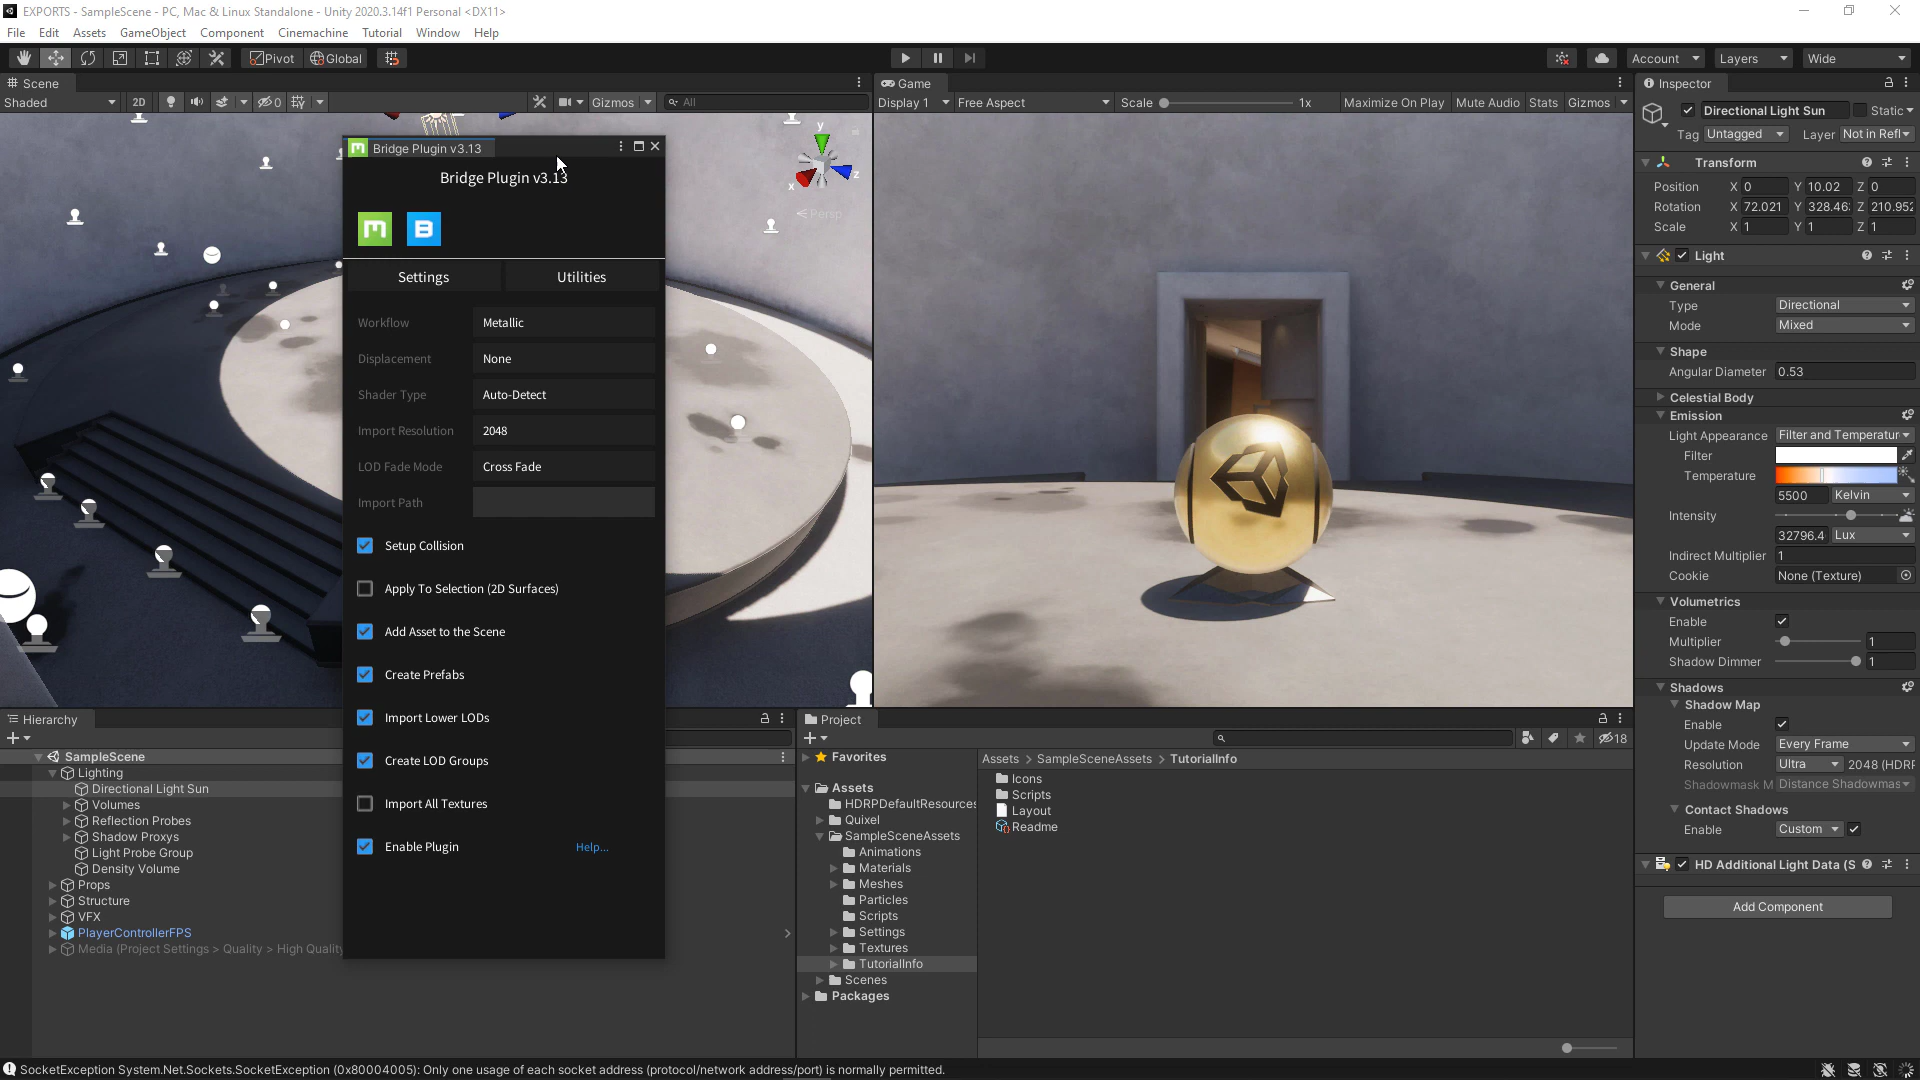 EXPORTS - SampleScene - PC, Mac & Linux Standalone - Unity 2020.3.14f1 Personal <DX11>
File Edit Assets GameObject Component Cinemachine Tutorial Window Help
Pivot Global Account Layers Wide
Scene
Shaded 2D 0 Gizmos All
Game
Display 1 Free Aspect Scale 1x Maximize On Play Mute Audio Stats Gizmos
y
x
z
Persp
Bridge Plugin v3.13
Bridge Plugin v3.13
Settings Utilities
Workflow Metallic
Displacement None
Shader Type Auto-Detect
Import Resolution 2048
LOD Fade Mode Cross Fade
Import Path
Setup Collision
Apply To Selection (2D Surfaces)
Add Asset to the Scene
Create Prefabs
Import Lower LODs
Create LOD Groups
Import All Textures
Enable Plugin Help...
Hierarchy
SampleScene
Lighting
Directional Light Sun
Volumes
Reflection Probes
Shadow Proxys
Light Probe Group
Density Volume
Props
Structure
VFX
PlayerControllerFPS
Media (Project Settings > Quality > High Quality
Project
18
Favorites
Assets
HDRPDefaultResources
Quixel
SampleSceneAssets
Animations
Materials
Meshes
Particles
Scripts
Settings
Textures
TutorialInfo
Scenes
Packages
Assets > SampleSceneAssets > TutorialInfo
Icons
Scripts
Layout
Readme
Inspector
Directional Light Sun Static
Tag Untagged Layer Not in Refl
Transform
Position X 0 Y 10.02 Z 0
Rotation X 72.021 Y 328.46 Z 210.952
Scale X 1 Y 1 Z 1
Light
General
Type Directional
Mode Mixed
Shape
Angular Diameter 0.53
Celestial Body
Emission
Light Appearance Filter and Temperatur
Filter
Temperature
5500 Kelvin
Intensity
32796.4 Lux
Indirect Multiplier 1
Cookie None (Texture)
Volumetrics
Enable
Multiplier 1
Shadow Dimmer 1
Shadows
Shadow Map
Enable
Update Mode Every Frame
Resolution Ultra 2048 (HDRF
Shadowmask M Distance Shadowmas
Contact Shadows
Enable Custom
HD Additional Light Data (S
Add Component
SocketException System.Net.Sockets.SocketException (0x80004005): Only one usage of each socket address (protocol/network address/port) is normally permitted.